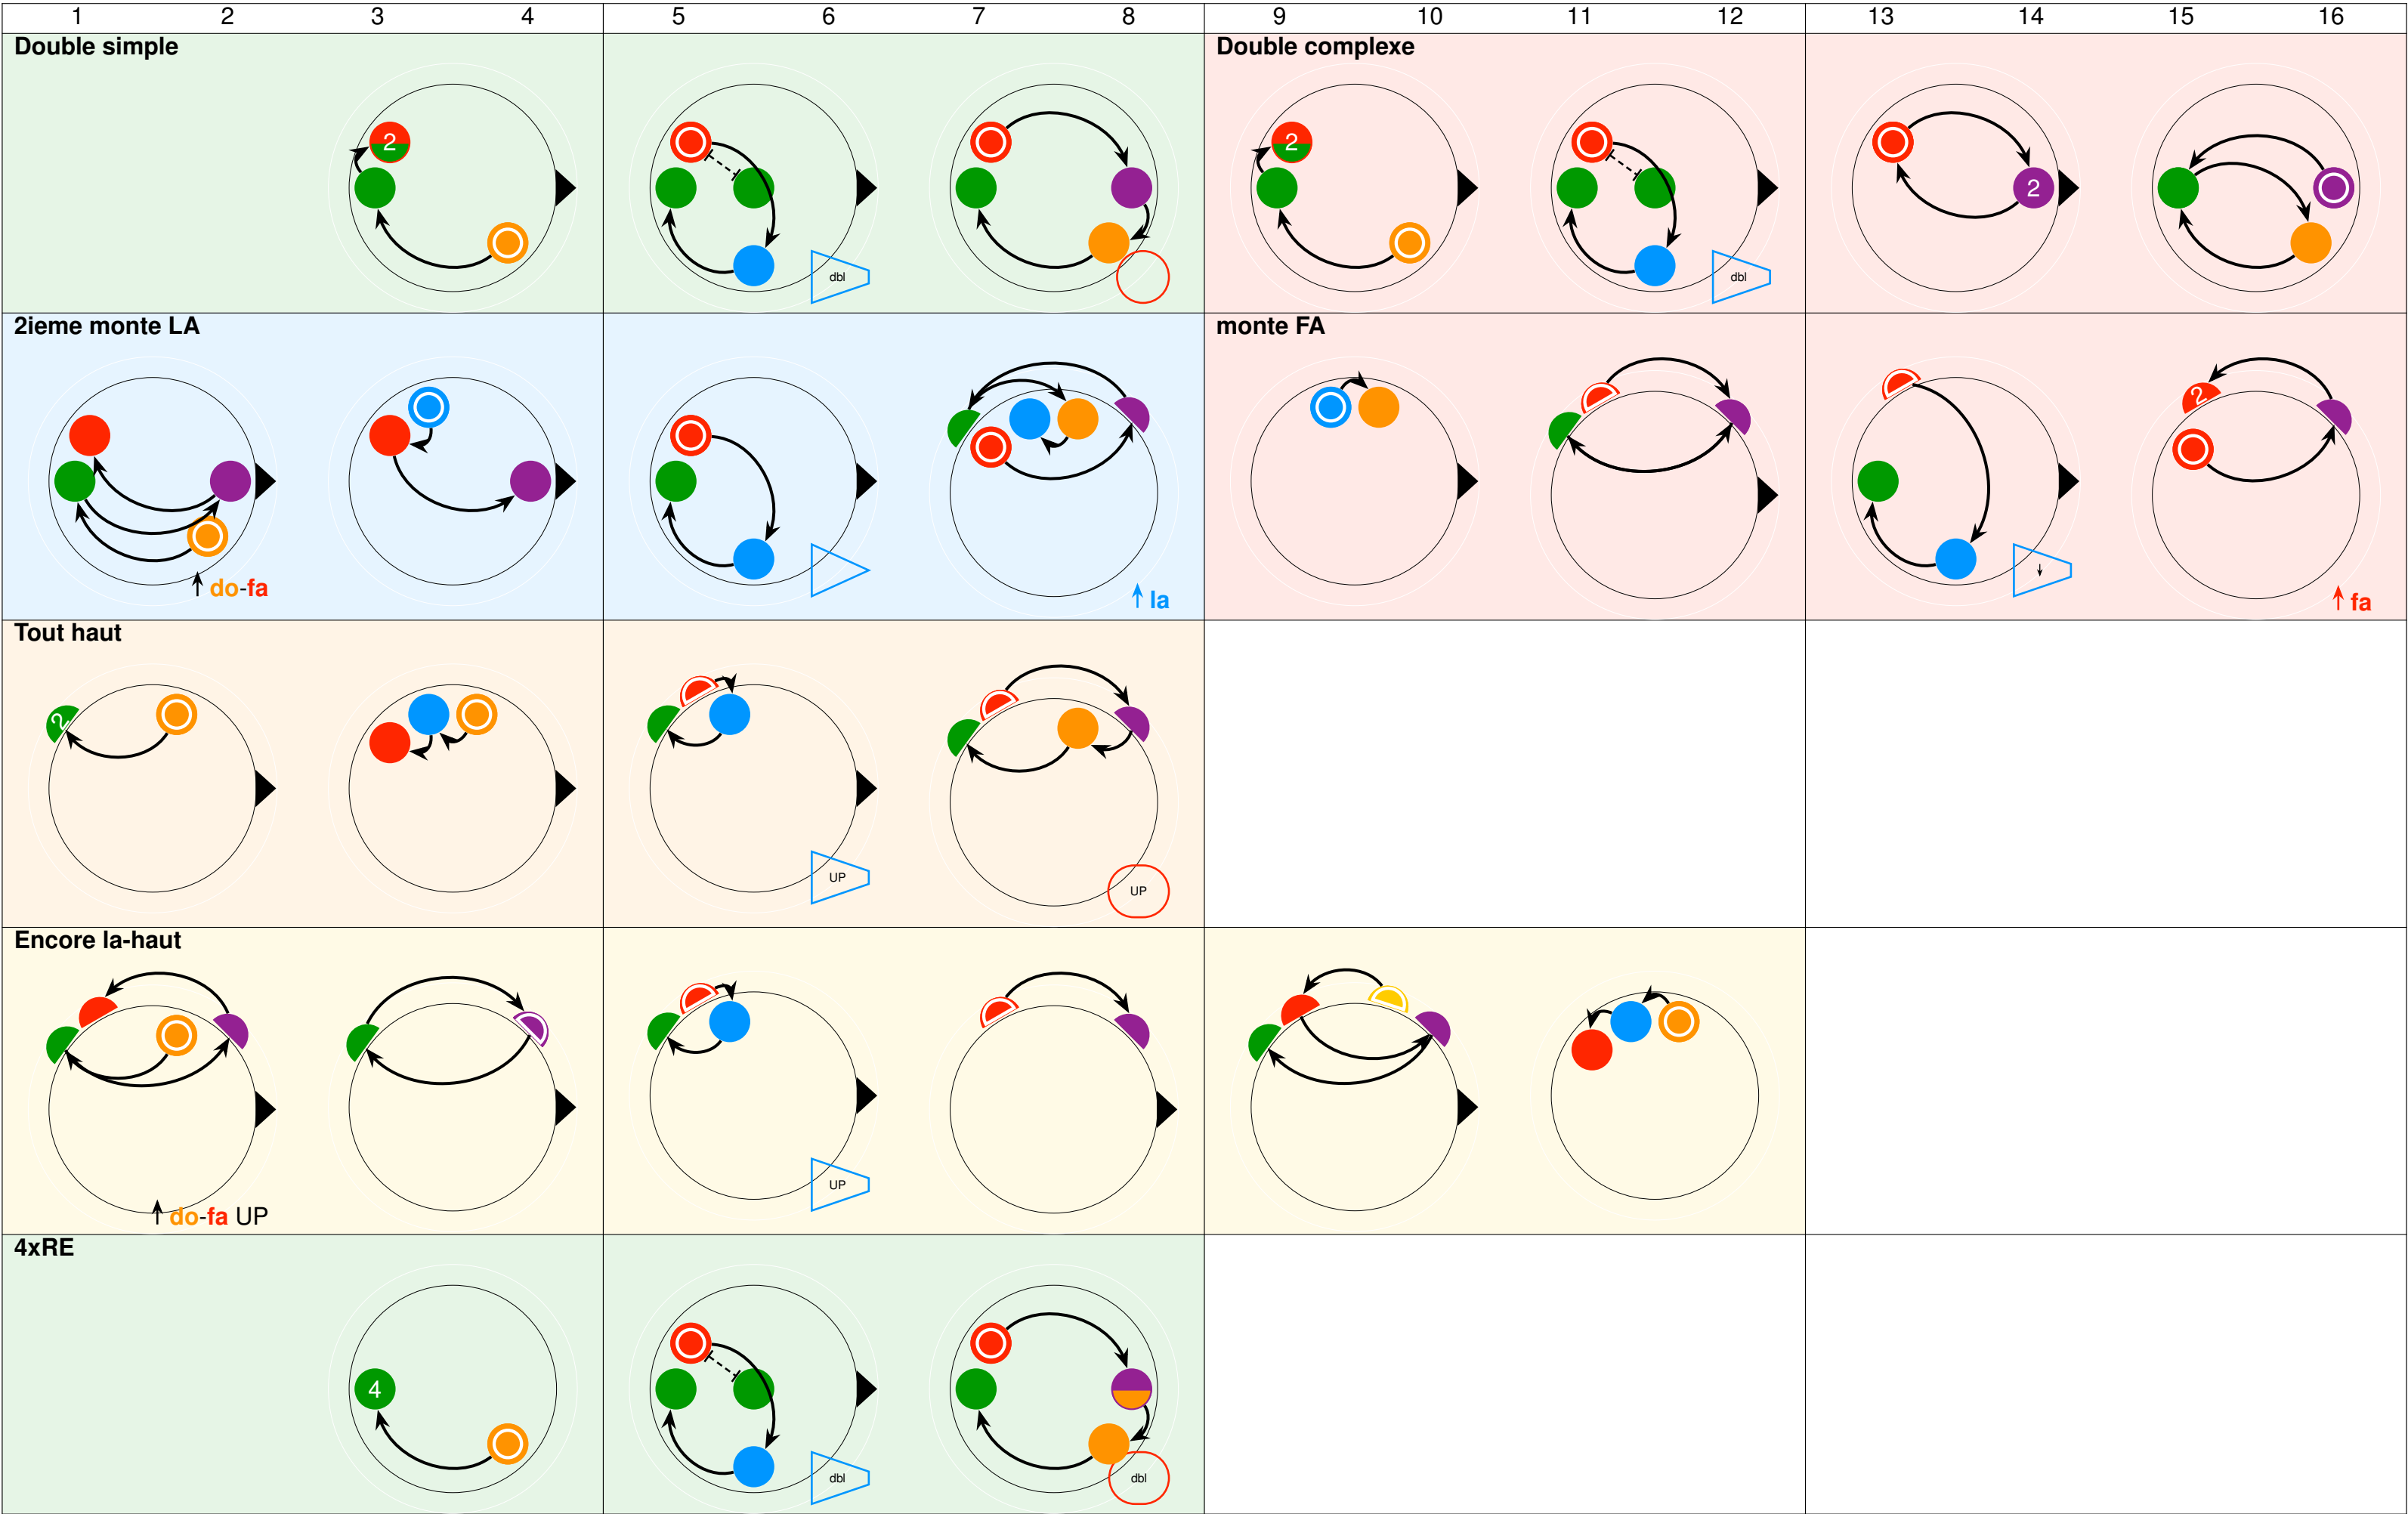 1 2 3 4 5 6 7 8 9 10 11 12 13 14 15 16
Double simple
Double complexe
2
2
2
dbl
dbl
2ieme monte LA
monte FA
2
↑ do-fa
↑ la
↓
↑ fa
Tout haut
2
UP
UP
Encore la-haut
UP
↑ do-fa UP
4xRE
4
dbl
dbl